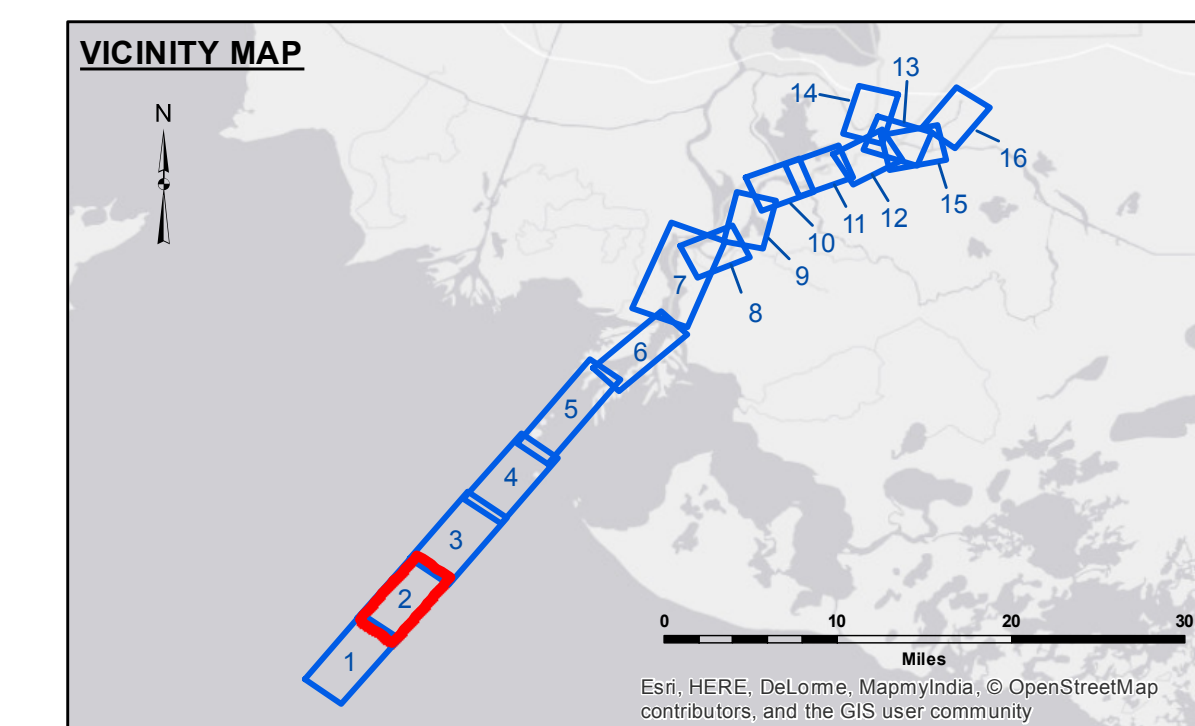 VICINITY MAP
N
13
14
16
15
12
11
10
9
8
7
6
5
4
3
2
1
0 10 20 30
Miles
Esri, HERE, DeLorme, MapmyIndia, © OpenStreetMap
contributors, and the GIS user community